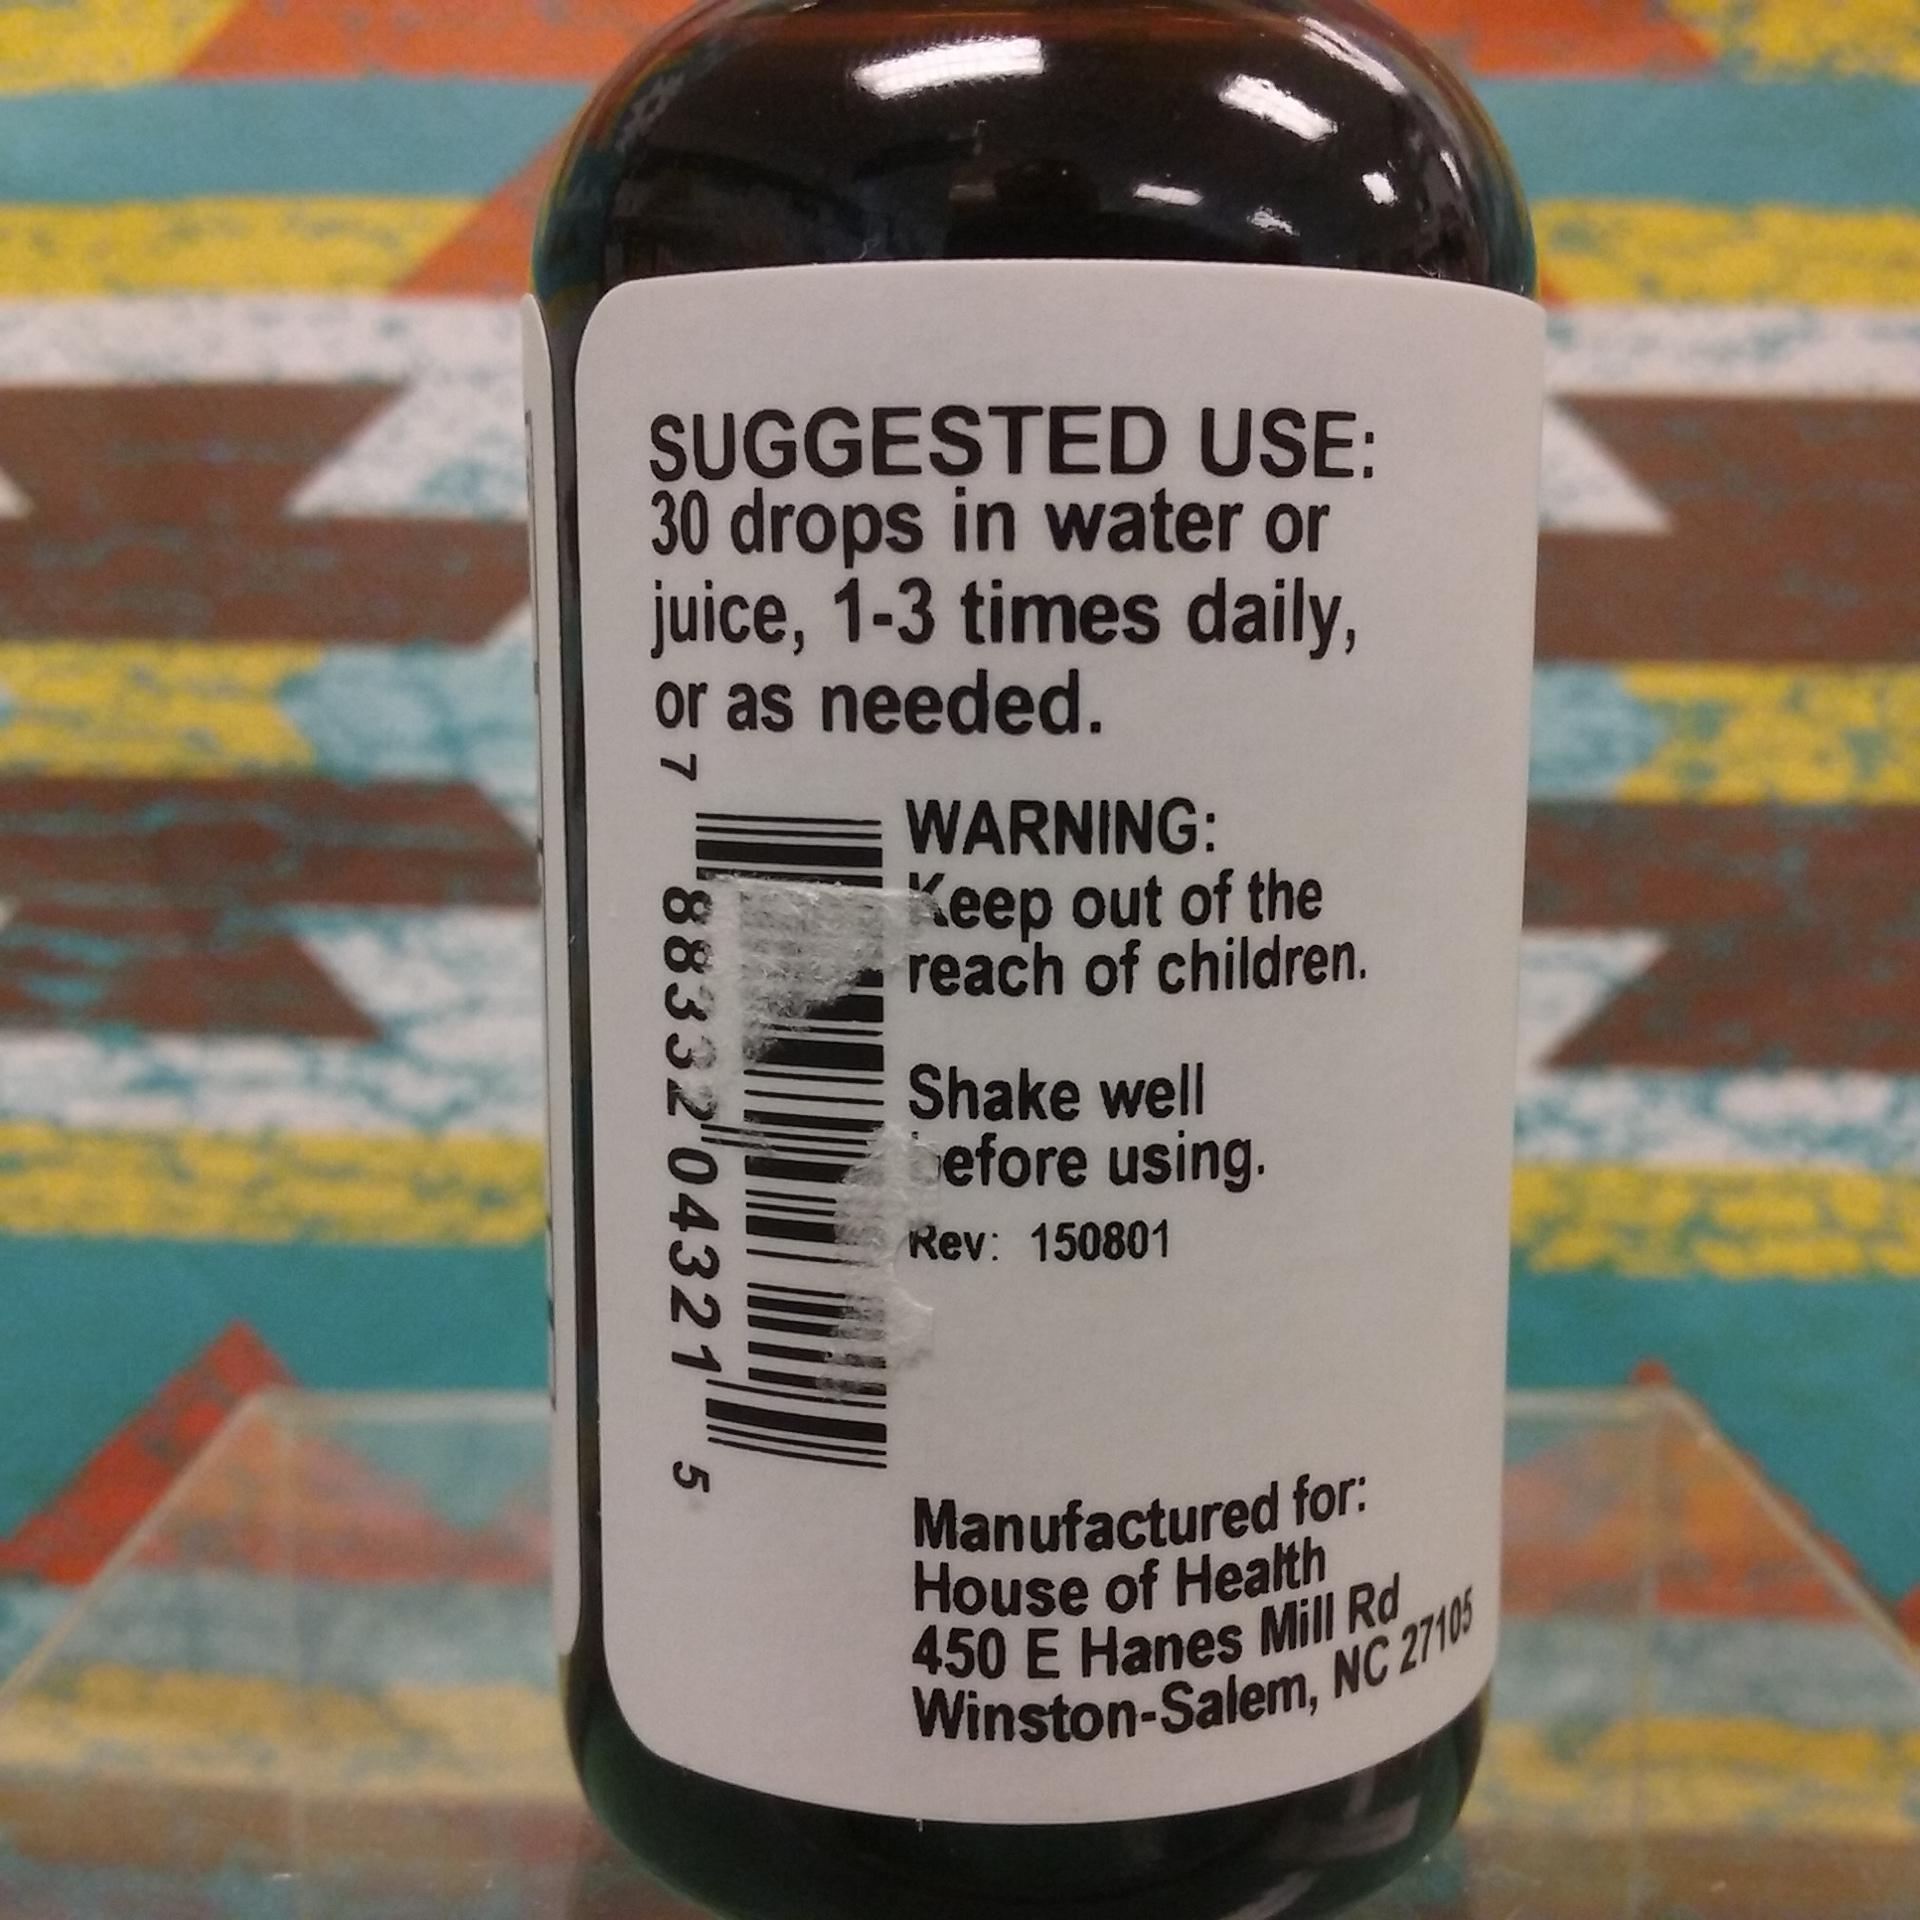 SUGGESTED USE:
30 drops in water or
juice, 1-3 times daily,
or as needed.
7 88332 04321 5
WARNING:
Keep out of the
reach of children.
Shake well
before using.
Rev: 150801
Manufactured for:
House of Health
450 E Hanes Mill Rd
Winston-Salem, NC 27105